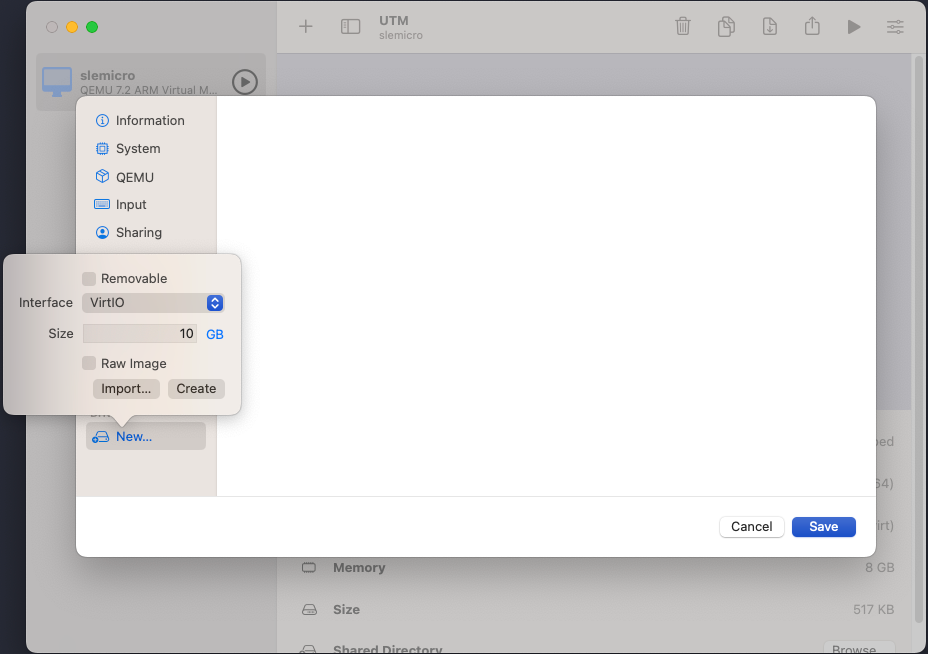 UTM
slemicro
slemicro
QEMU 7.2 ARM Virtual M...
Information
System
QEMU
Input
Sharing
Removable
Interface VirtIO
Size 10 GB
Raw Image
Import... Create
New...
64)
irt)
Cancel Save
Memory 8 GB
Size 517 KB
Shared Directory Browse